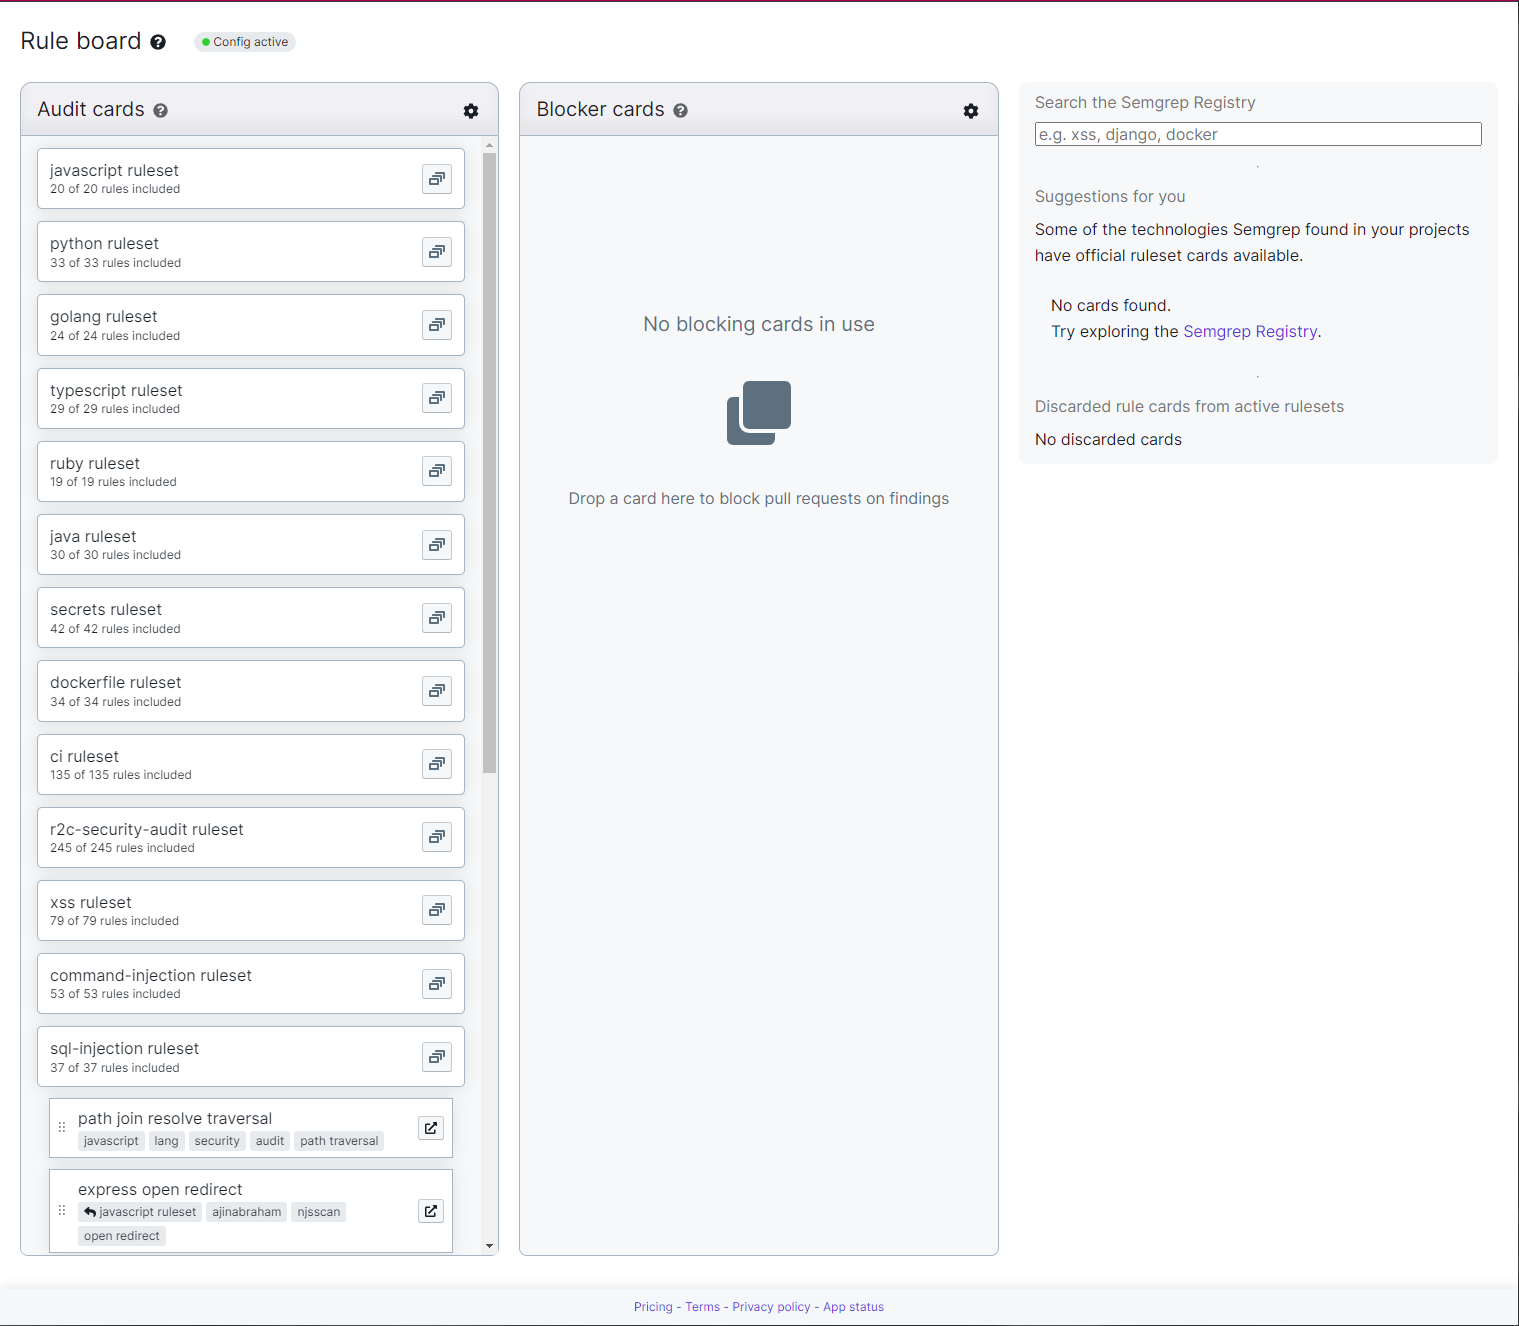 Rule board
Config active
Audit cards
javascript ruleset
20 of 20 rules included
python ruleset
33 of 33 rules included
golang ruleset
24 of 24 rules included
typescript ruleset
29 of 29 rules included
ruby ruleset
19 of 19 rules included
java ruleset
30 of 30 rules included
secrets ruleset
42 of 42 rules included
dockerfile ruleset
34 of 34 rules included
ci ruleset
135 of 135 rules included
r2c-security-audit ruleset
245 of 245 rules included
xss ruleset
79 of 79 rules included
command-injection ruleset
53 of 53 rules included
sql-injection ruleset
37 of 37 rules included
path join resolve traversal
javascript lang security audit path traversal
express open redirect
javascript ruleset ajinabraham njsscan
open redirect
Blocker cards
No blocking cards in use
Drop a card here to block pull requests on findings
Search the Semgrep Registry
e.g. xss, django, docker
Suggestions for you
Some of the technologies Semgrep found in your projects
have official ruleset cards available.
No cards found.
Try exploring the Semgrep Registry.
Discarded rule cards from active rulesets
No discarded cards
Pricing - Terms - Privacy policy - App status